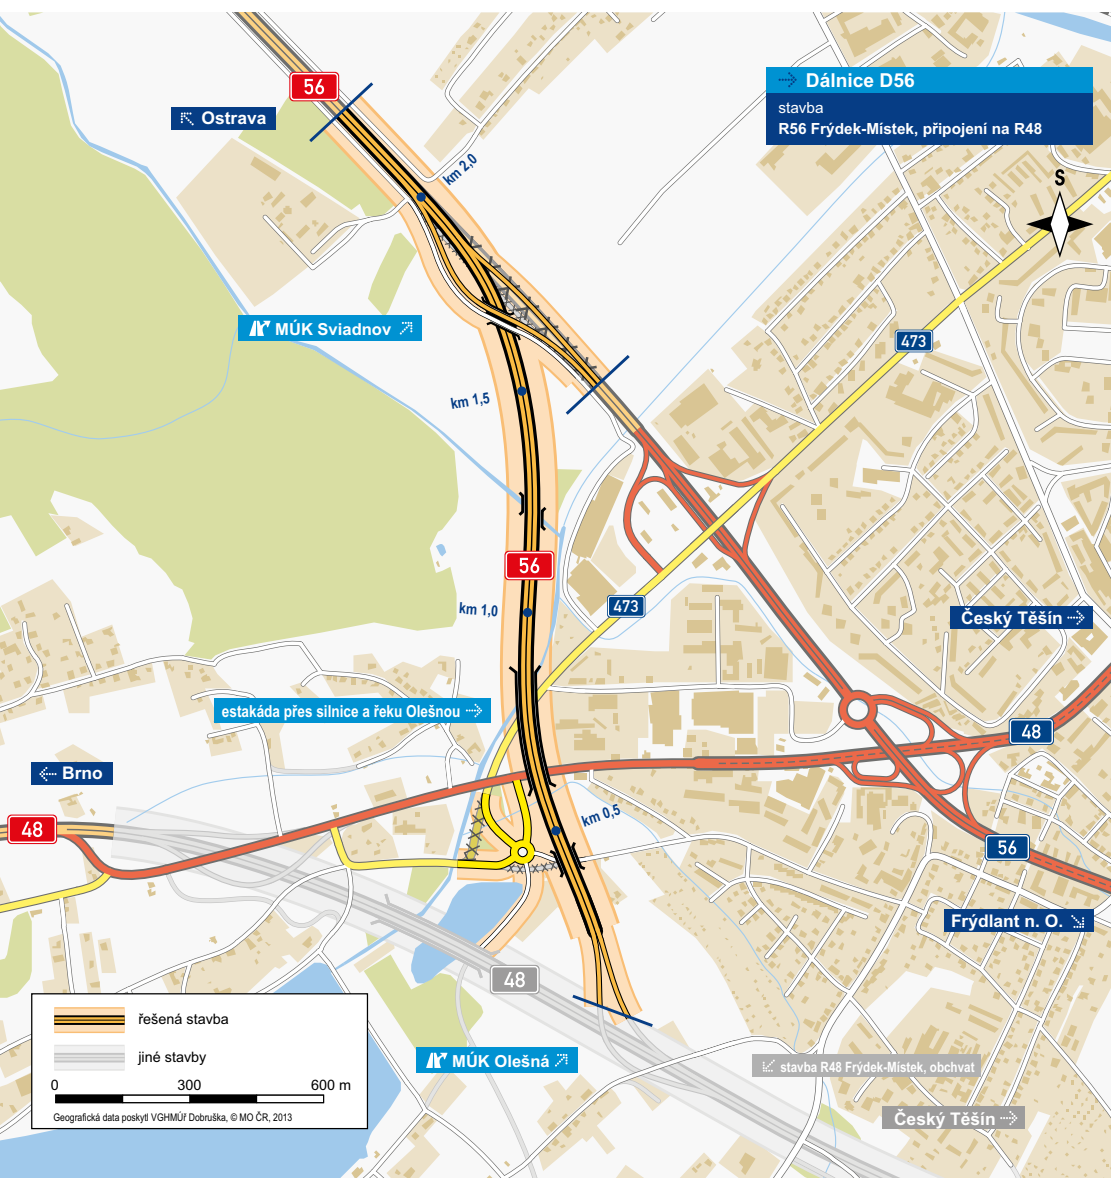 56
Ostrava
Dálnice D56
stavba
R56 Frýdek-Místek, připojení na R48
km 2,0
S
MÚK Sviadnov
473
km 1,5
56
km 1,0
473
Český Těšín
estakáda přes silnice a řeku Olešnou
48
Brno
km 0,5
48
56
Frýdlant n. O.
48
řešená stavba
jiné stavby
0 300 600 m
Geografická data poskytl VGHMÚř Dobruška, © MO ČR, 2013
MÚK Olešná
stavba R48 Frýdek-Místek, obchvat
Český Těšín